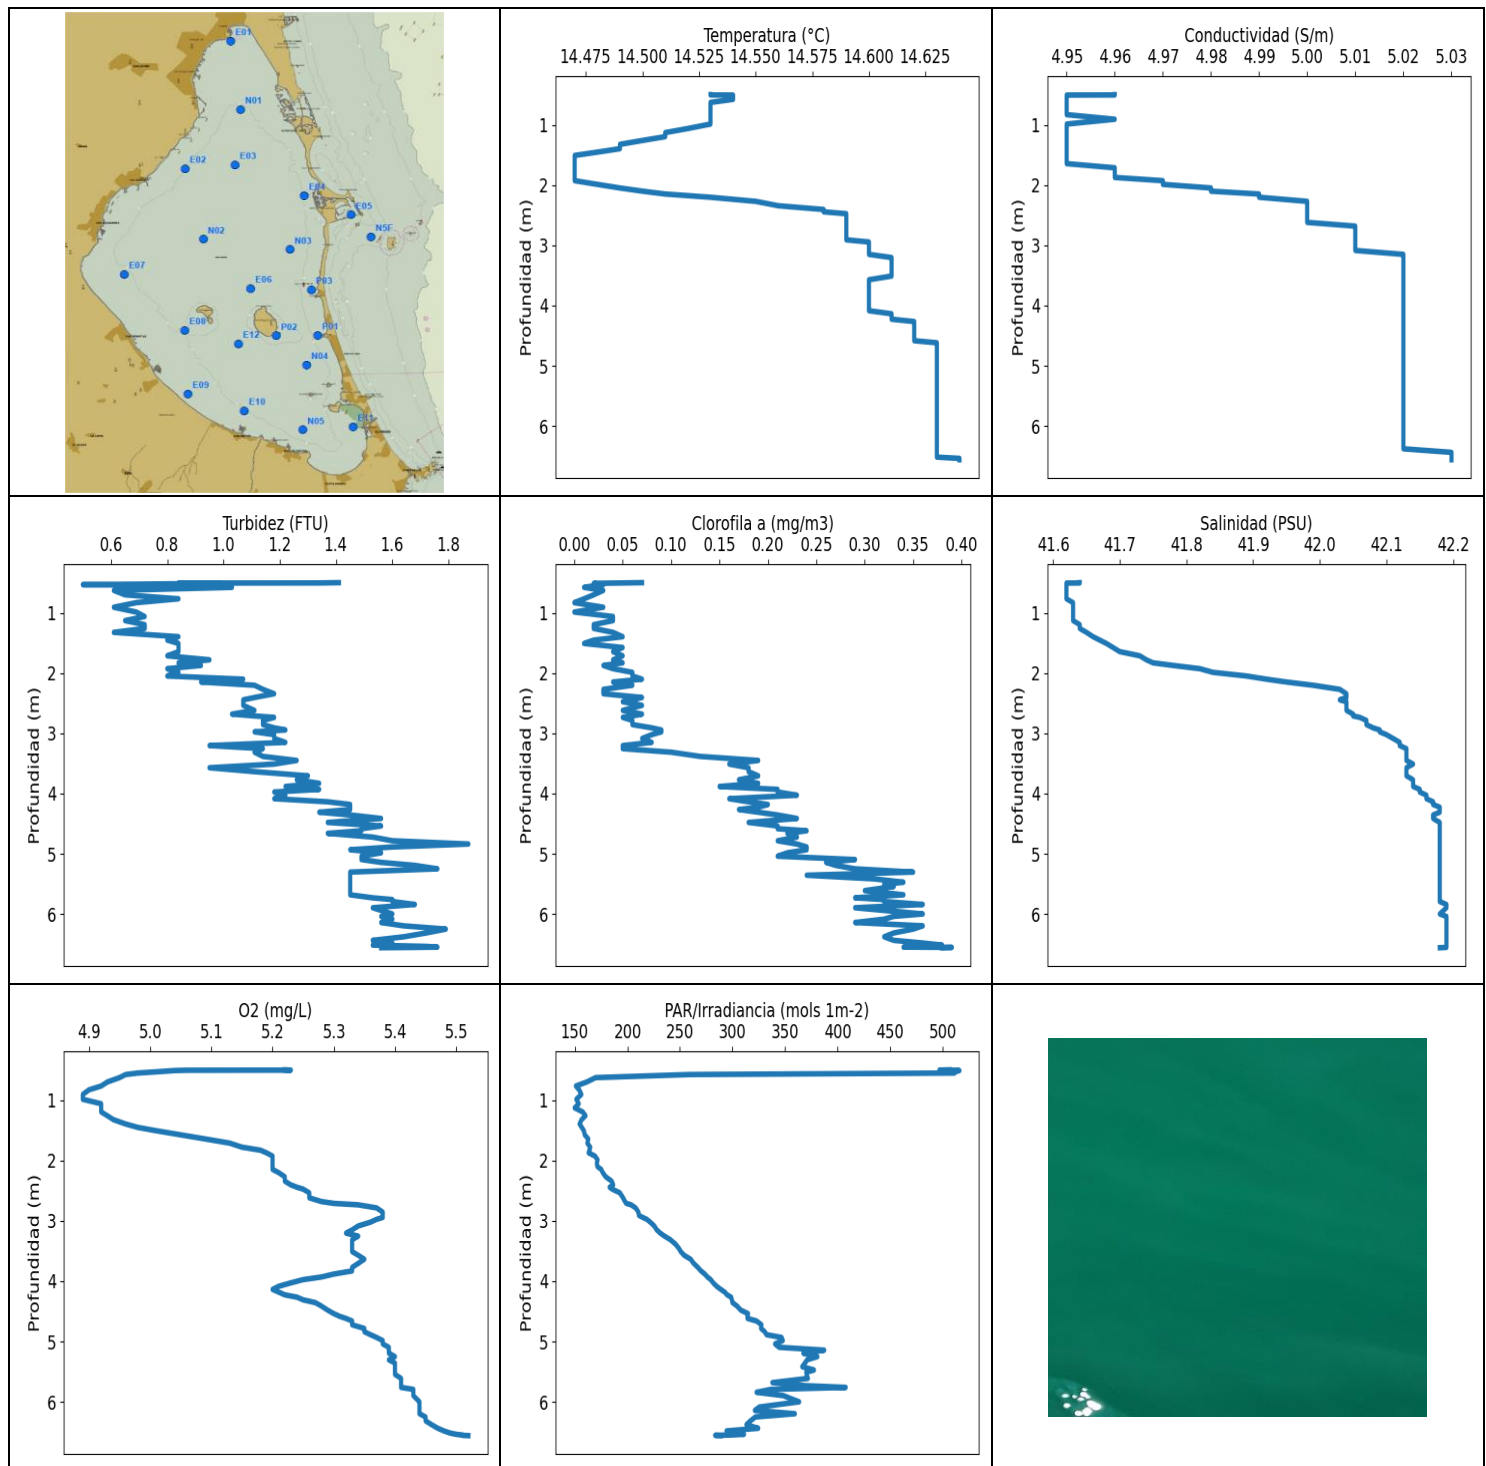 E01
N01
E02
E03
E04
E05
N5F
N02
N03
E07
E06
P03
E08
E12
P02
P01
N04
E09
E10
N05
E11
Temperatura (°C)
14.475 14.500 14.525 14.550 14.575 14.600 14.625
Profundidad (m)
1
2
3
4
5
6
Conductividad (S/m)
4.95 4.96 4.97 4.98 4.99 5.00 5.01 5.02 5.03
Profundidad (m)
1
2
3
4
5
6
Turbidez (FTU)
0.6 0.8 1.0 1.2 1.4 1.6 1.8
Profundidad (m)
1
2
3
4
5
6
Clorofila a (mg/m3)
0.00 0.05 0.10 0.15 0.20 0.25 0.30 0.35 0.40
Profundidad (m)
1
2
3
4
5
6
Salinidad (PSU)
41.6 41.7 41.8 41.9 42.0 42.1 42.2
Profundidad (m)
1
2
3
4
5
6
O2 (mg/L)
4.9 5.0 5.1 5.2 5.3 5.4 5.5
Profundidad (m)
1
2
3
4
5
6
PAR/Irradiancia (mols 1m-2)
150 200 250 300 350 400 450 500
Profundidad (m)
1
2
3
4
5
6